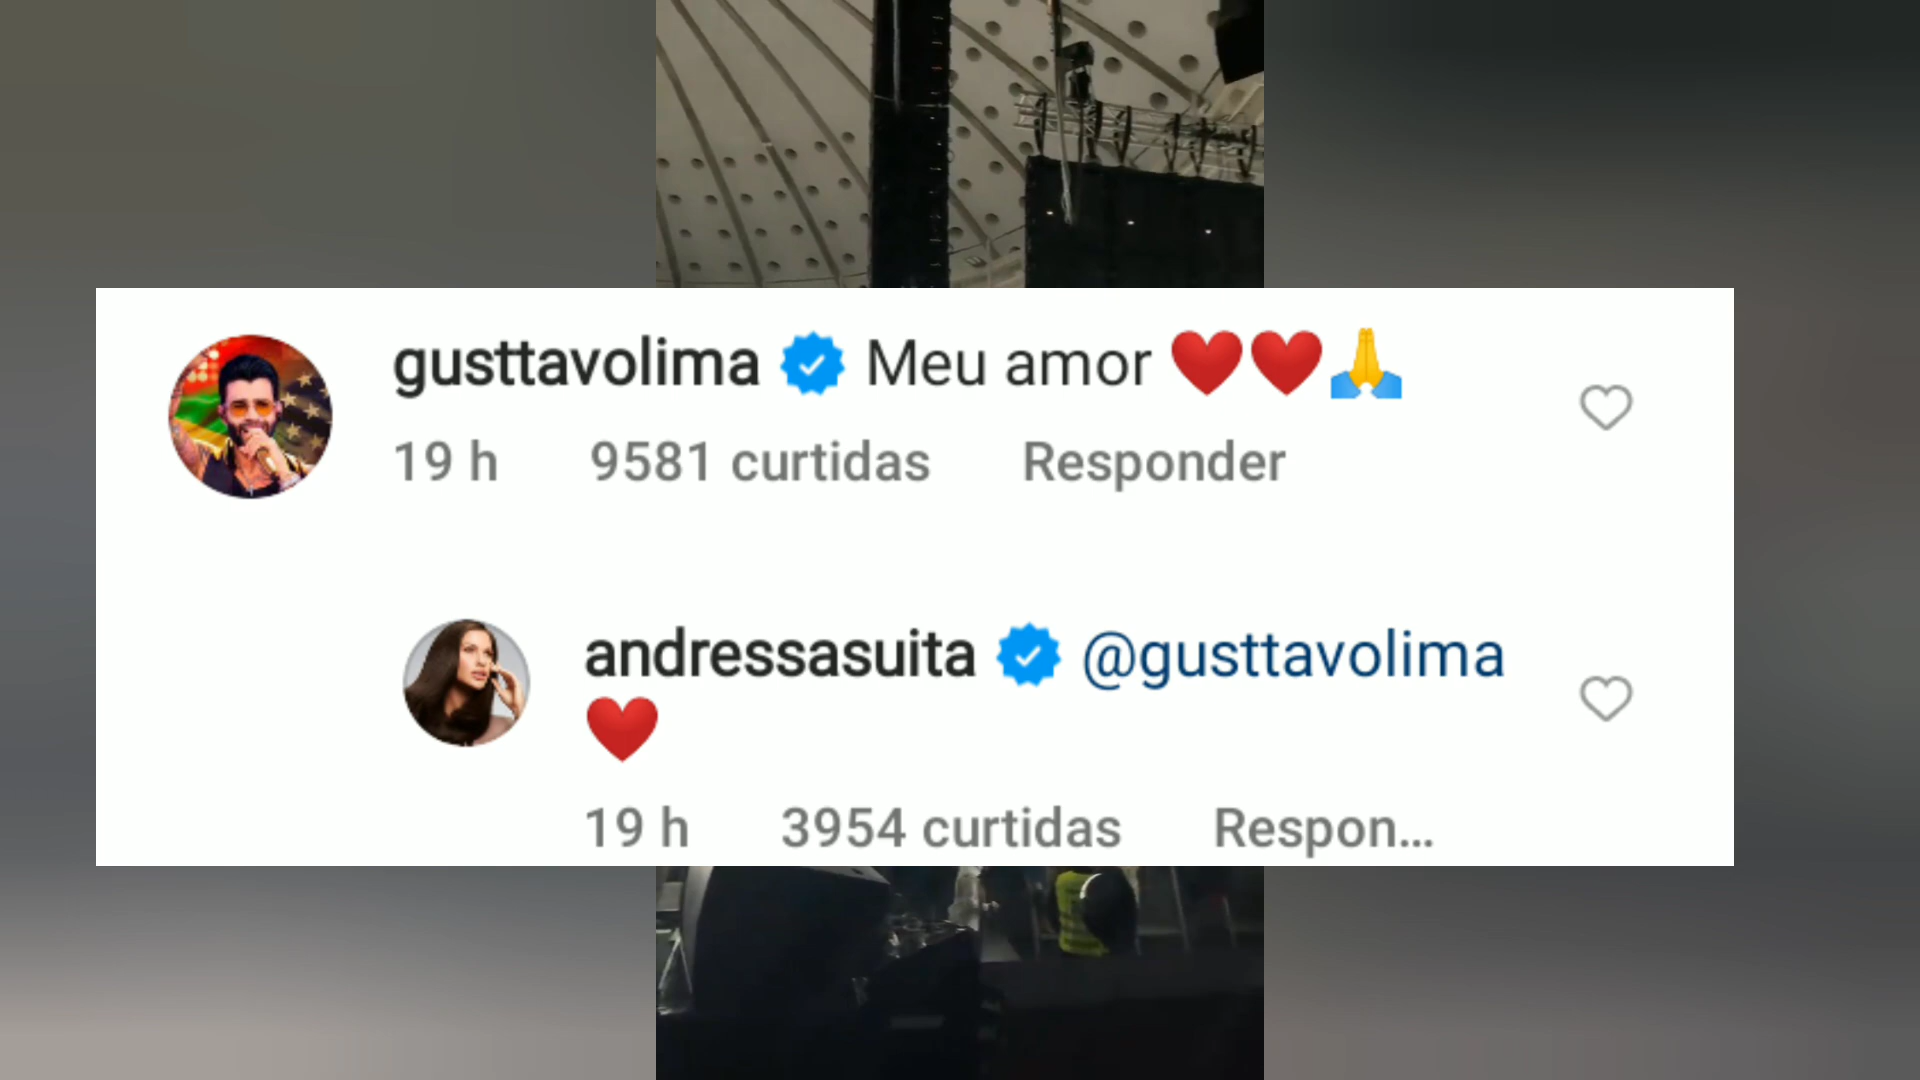 gusttavolima Meu amor ❤️❤️🙏
19 h 9581 curtidas Responder
andressasuita @gusttavolima
❤️
19 h 3954 curtidas Respon...